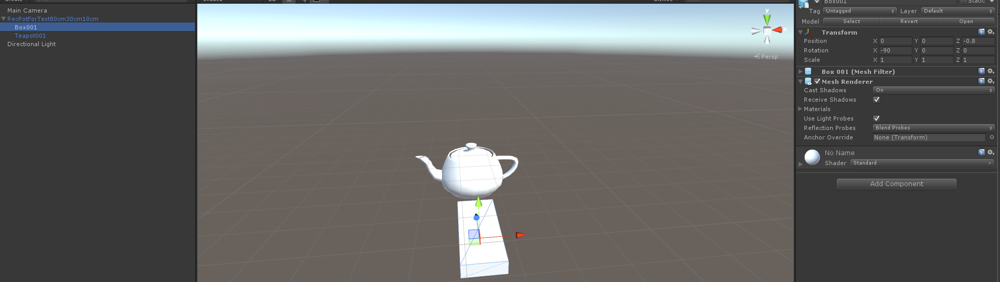 Main Camera
RecPotForTest80cm30cm10cm
Box001
Teapot001
Directional Light
y
x
Persp
Box001
Static
Tag Untagged Layer Default
Model Select Revert Open
Transform
Position X 0 Y 0 Z -0.8
Rotation X -90 Y 0 Z 0
Scale X 1 Y 1 Z 1
Box 001 (Mesh Filter)
Mesh Renderer
Cast Shadows On
Receive Shadows
Materials
Use Light Probes
Reflection Probes Blend Probes
Anchor Override None (Transform)
No Name
Shader Standard
Add Component